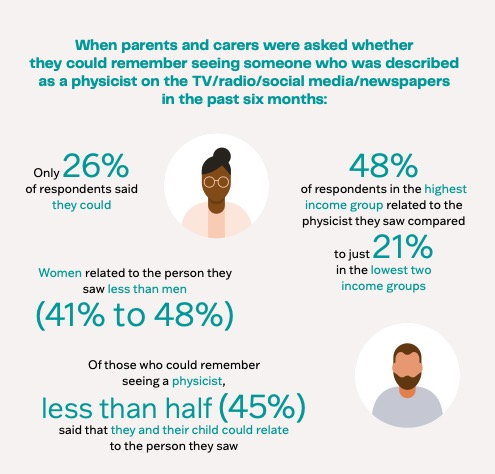 When parents and carers were asked whether
they could remember seeing someone who was described
as a physicist on the TV/radio/social media/newspapers
in the past six months:
Only 26%
of respondents said
they could
48%
of respondents in the highest
income group related to the
physicist they saw compared
to just 21%
in the lowest two
income groups
Women related to the person they
saw less than men
(41% to 48%)
Of those who could remember
seeing a physicist,
less than half (45%)
said that they and their child could relate
to the person they saw